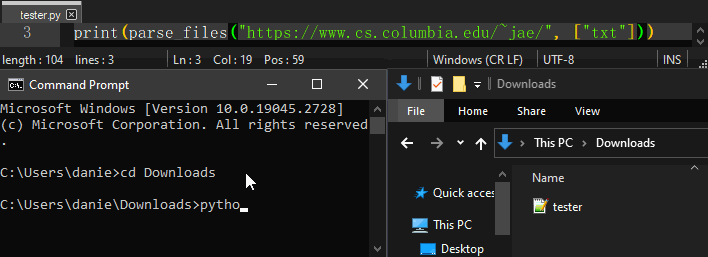 tester.py
3 print(parse_files("https://www.cs.columbia.edu/~jae/", ["txt"]))
length : 104 lines : 3 Ln : 3 Col : 19 Pos : 59 Windows (CR LF) UTF-8 INS
Command Prompt
Microsoft Windows [Version 10.0.19045.2728]
(c) Microsoft Corporation. All rights reserved
.
C:\Users\danie>cd Downloads
C:\Users\danie\Downloads>pytho
Downloads
File Home Share View
This PC Downloads
Quick acces
This PC
Desktop
Name
tester